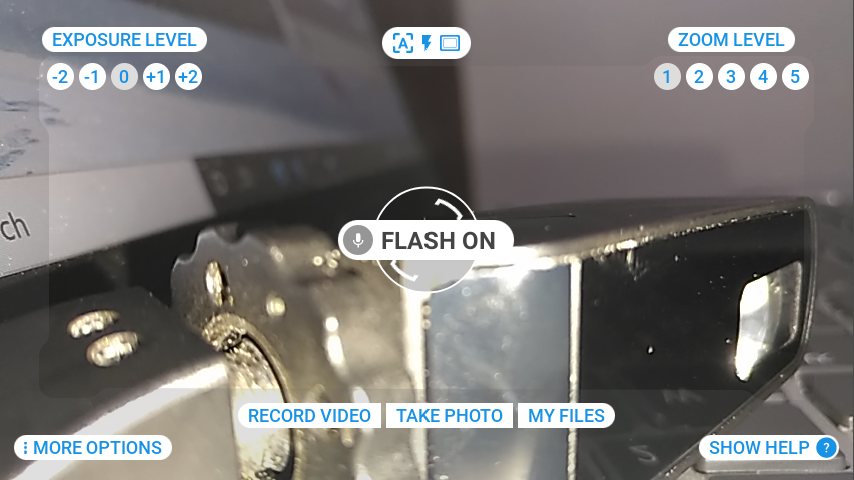 EXPOSURE LEVEL
-2 -1 0 +1 +2
A
ZOOM LEVEL
1 2 3 4 5
ch
FLASH ON
RECORD VIDEO TAKE PHOTO MY FILES
MORE OPTIONS
SHOW HELP ?